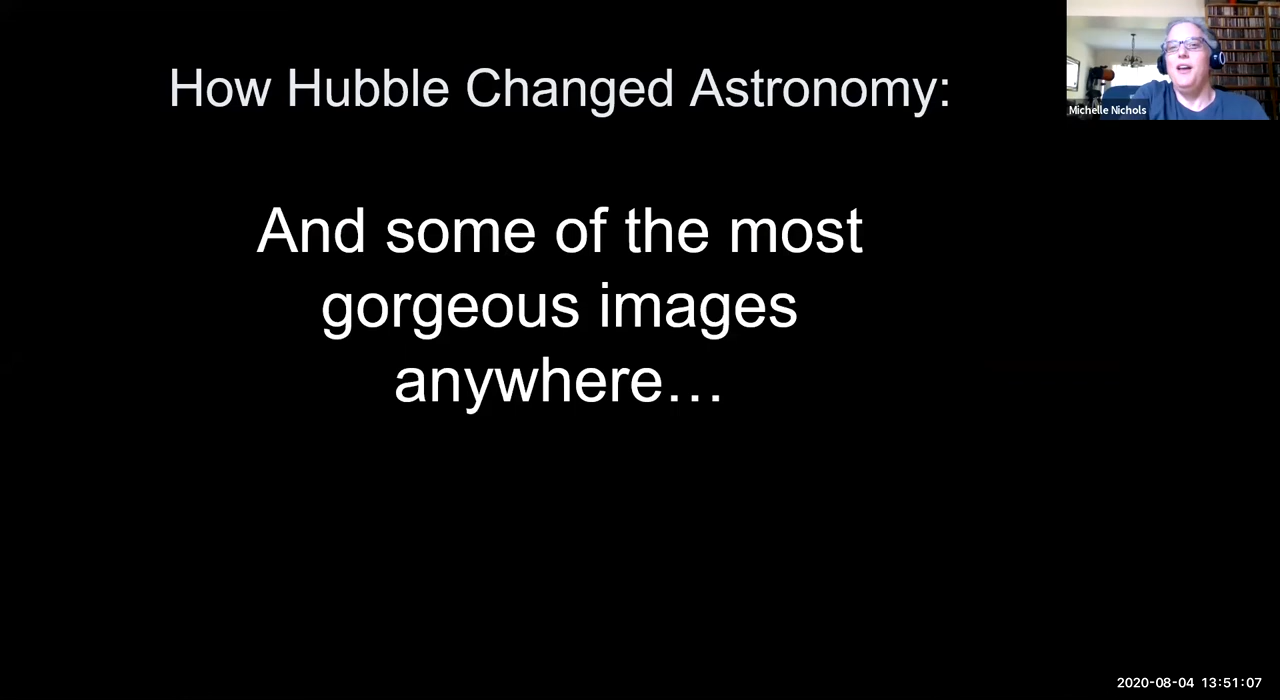 How Hubble Changed Astronomy:
Michelle Nichols
And some of the most
gorgeous images
anywhere…
2020-08-04 13:51:07